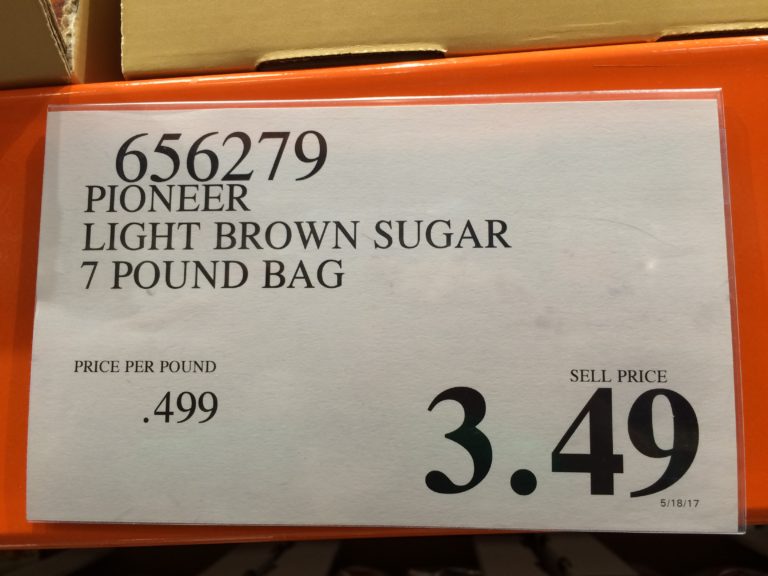 656279
PIONEER
LIGHT BROWN SUGAR
7 POUND BAG
PRICE PER POUND
.499
SELL PRICE
3.49
5/18/17